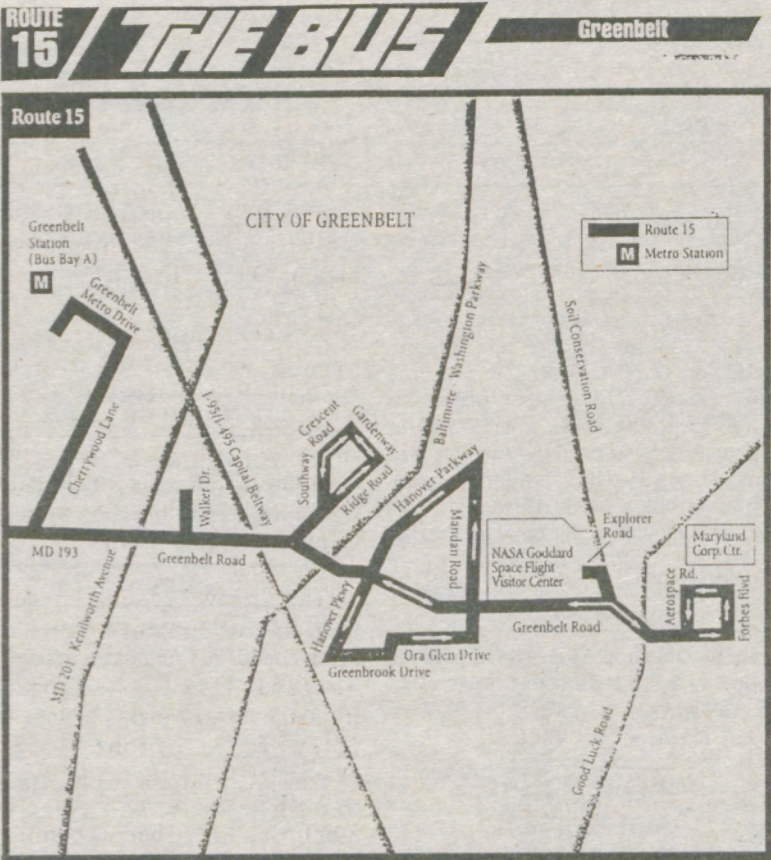 ROUTE
15
THE BUS
Greenbelt
Route 15
CITY OF GREENBELT
Route 15
M Metro Station
Greenbelt
Station
(Bus Bay A)
M
Greenbelt
Metro Drive
Cherrywood Lane
I-95/I-495 Capital Beltway
Baltimore - Washington Parkway
Soil Conservation Road
Crescent
Road
Gardenway
Southway
Ridge Road
Hanover Parkway
Walker Dr.
Mandan Road
Explorer
Road
NASA Goddard
Space Flight
Visitor Center
Maryland
Corp. Ctr.
MD 193
Greenbelt Road
Aerospace
Rd.
Forbes Blvd
Greenbelt Road
MD 201 Kenilworth Avenue
Hanover Pkwy
Ora Glen Drive
Greenbrook Drive
Good Luck Road